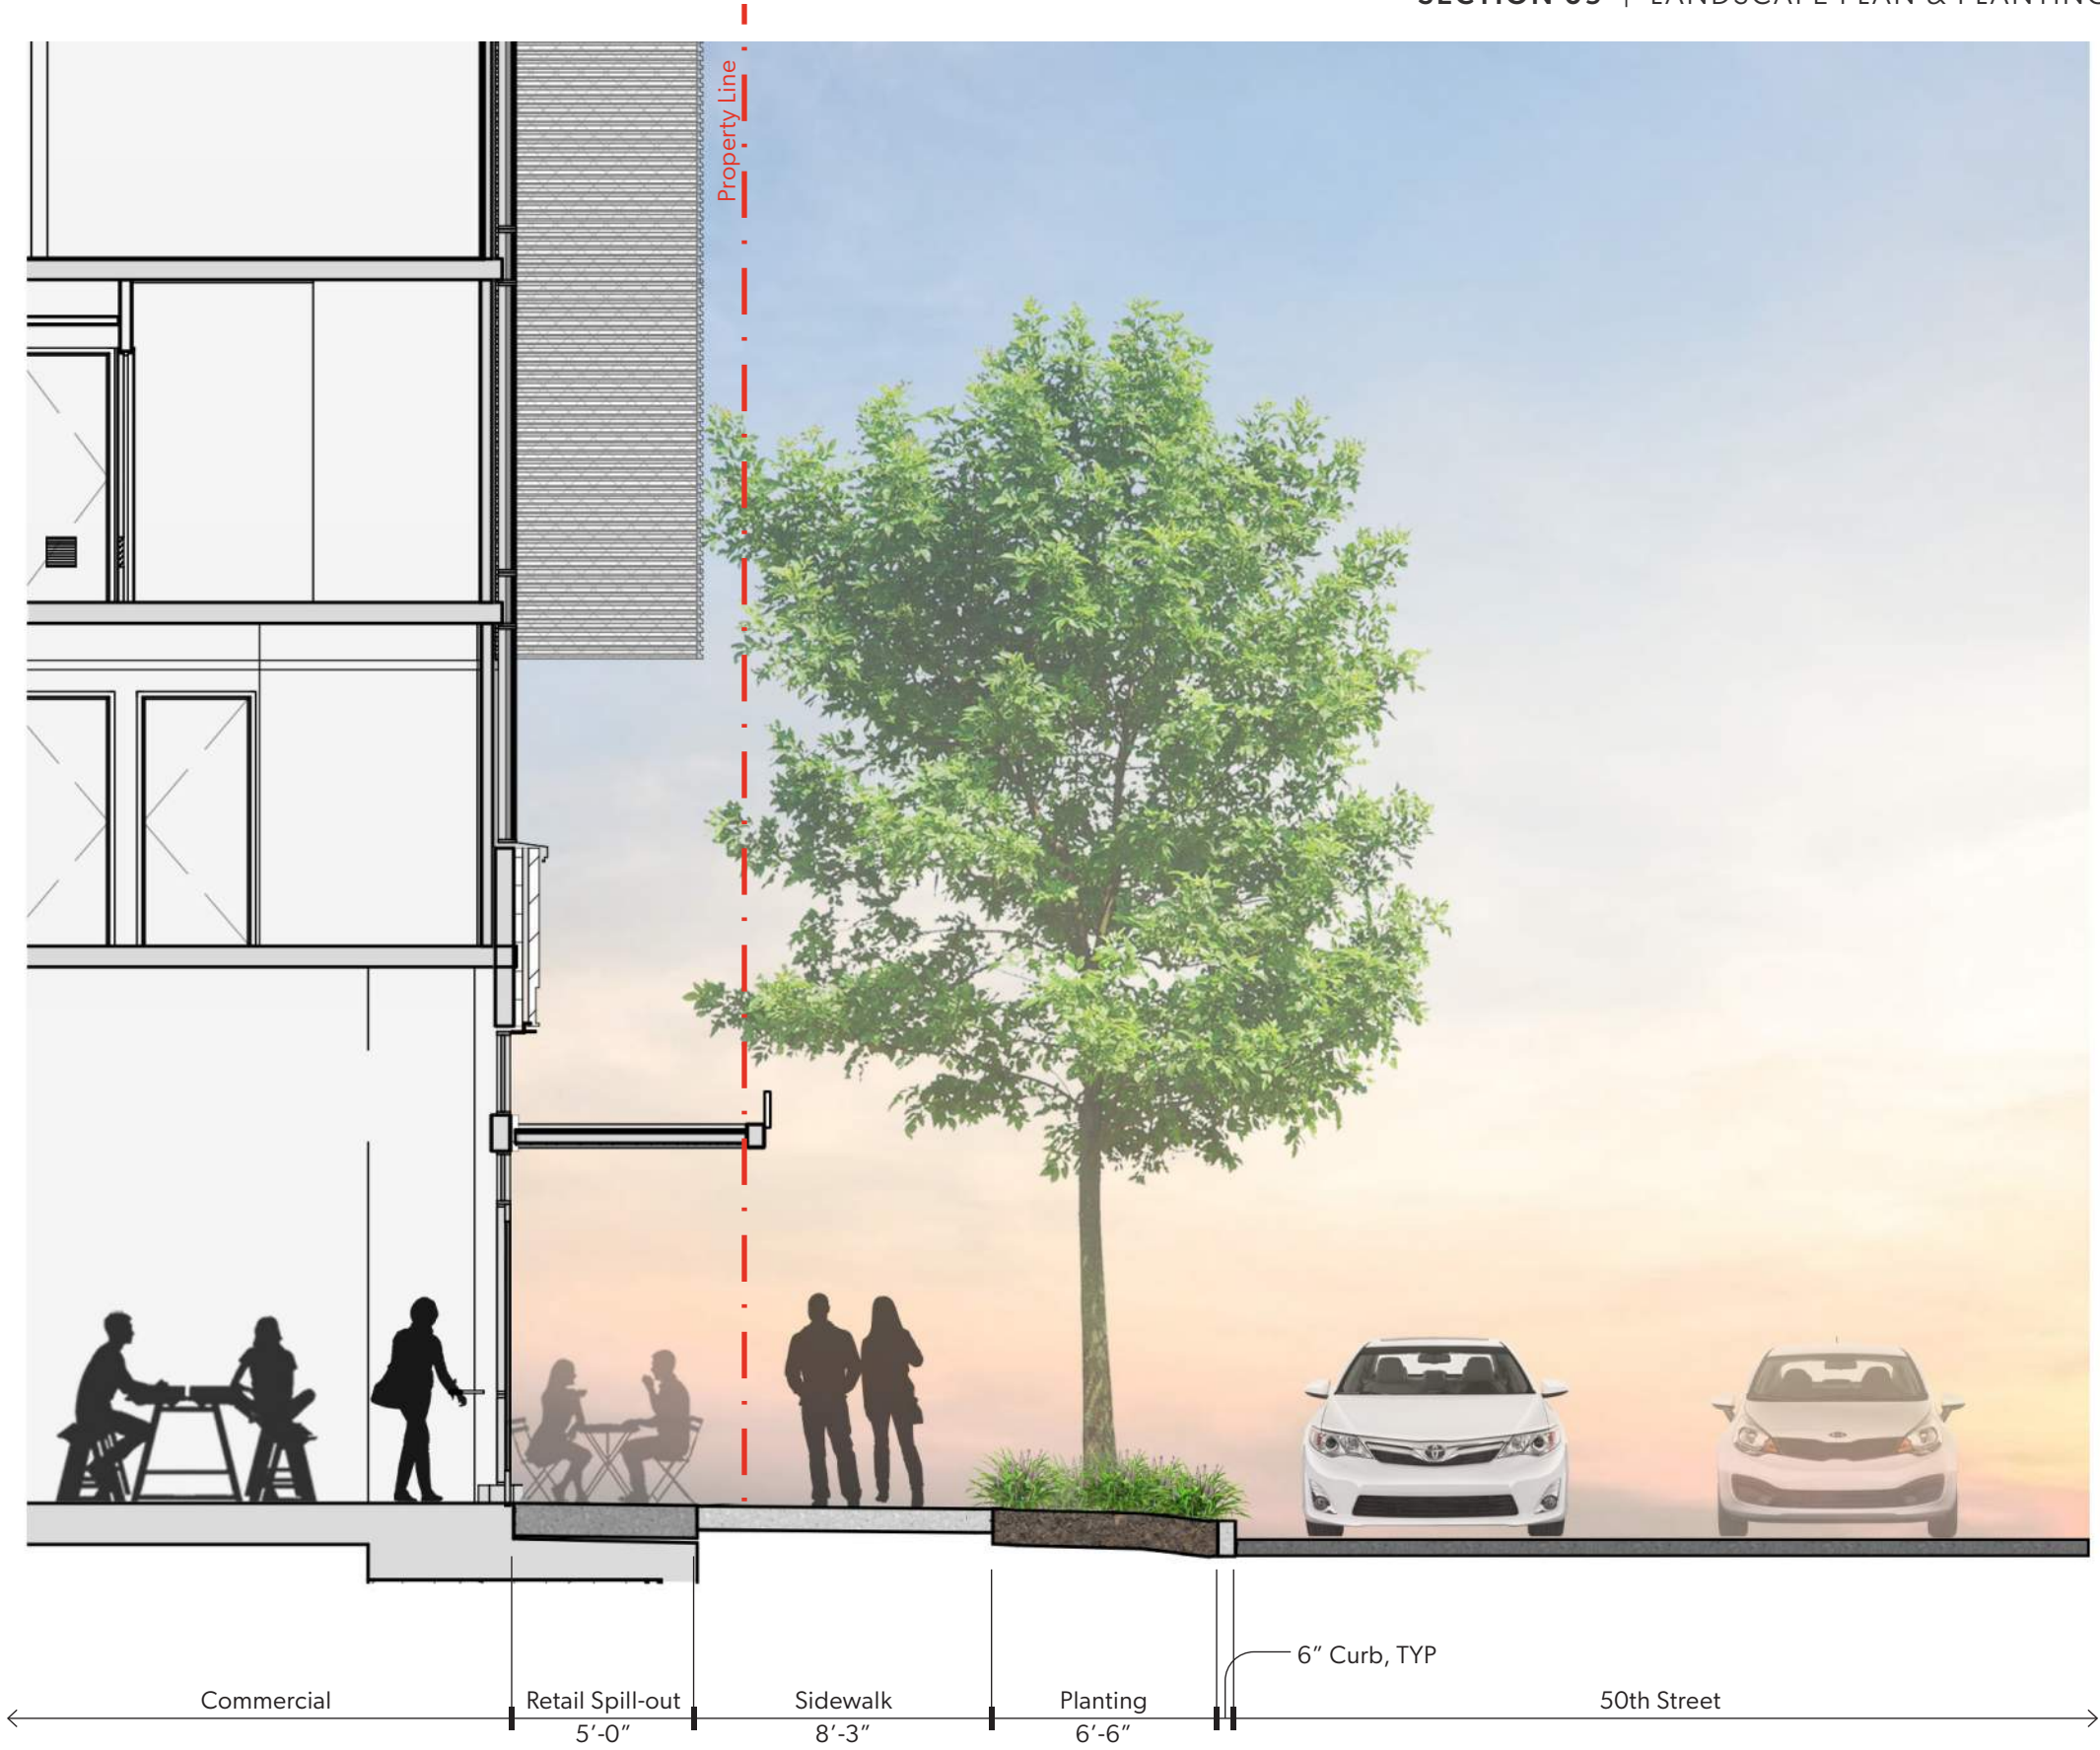 Property Line
6” Curb, TYP
Commercial
Retail Spill-out
Sidewalk
Planting
50th Street
5’-0”
8’-3”
6’-6”